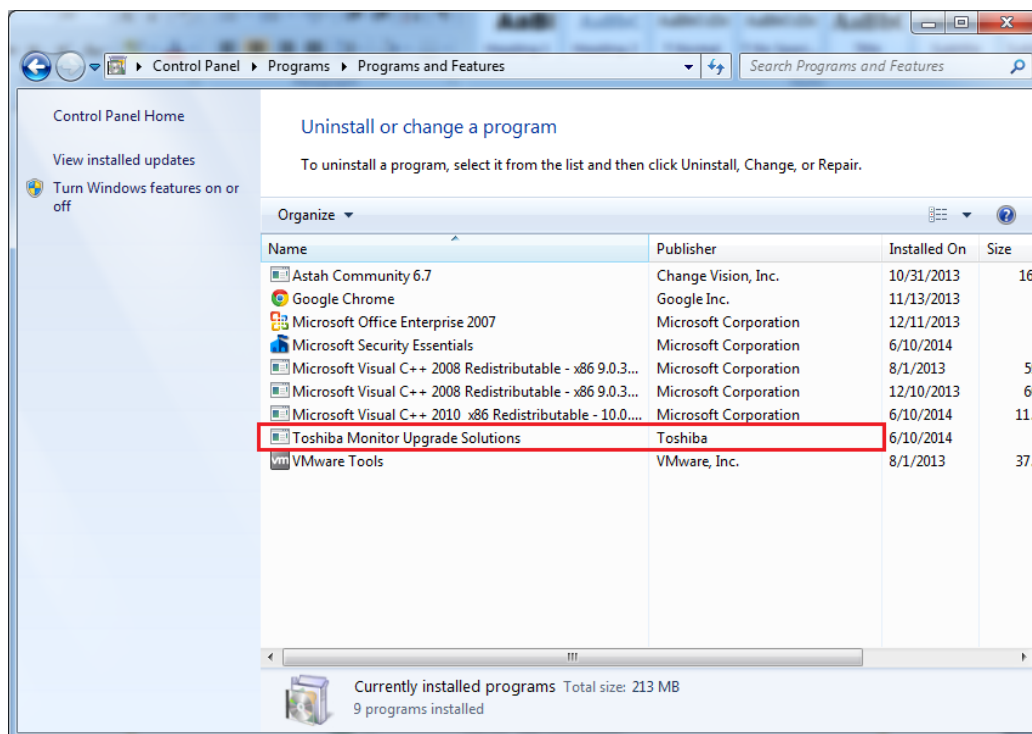 Control Panel Programs Programs and Features Search Programs and Features
Control Panel Home
View installed updates
Turn Windows features on or
off
Uninstall or change a program
To uninstall a program, select it from the list and then click Uninstall, Change, or Repair.
Organize
Name Publisher Installed On Size
Astah Community 6.7 Change Vision, Inc. 10/31/2013 16
Google Chrome Google Inc. 11/13/2013
Microsoft Office Enterprise 2007 Microsoft Corporation 12/11/2013
Microsoft Security Essentials Microsoft Corporation 6/10/2014
Microsoft Visual C++ 2008 Redistributable - x86 9.0.3... Microsoft Corporation 8/1/2013 5
Microsoft Visual C++ 2008 Redistributable - x86 9.0.3... Microsoft Corporation 12/10/2013 6
Microsoft Visual C++ 2010 x86 Redistributable - 10.0.... Microsoft Corporation 6/10/2014 11.
Toshiba Monitor Upgrade Solutions Toshiba 6/10/2014
vm VMware Tools VMware, Inc. 8/1/2013 37.
Currently installed programs Total size: 213 MB
9 programs installed